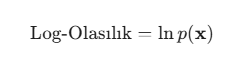 Log-Olasılık = ln p(x)